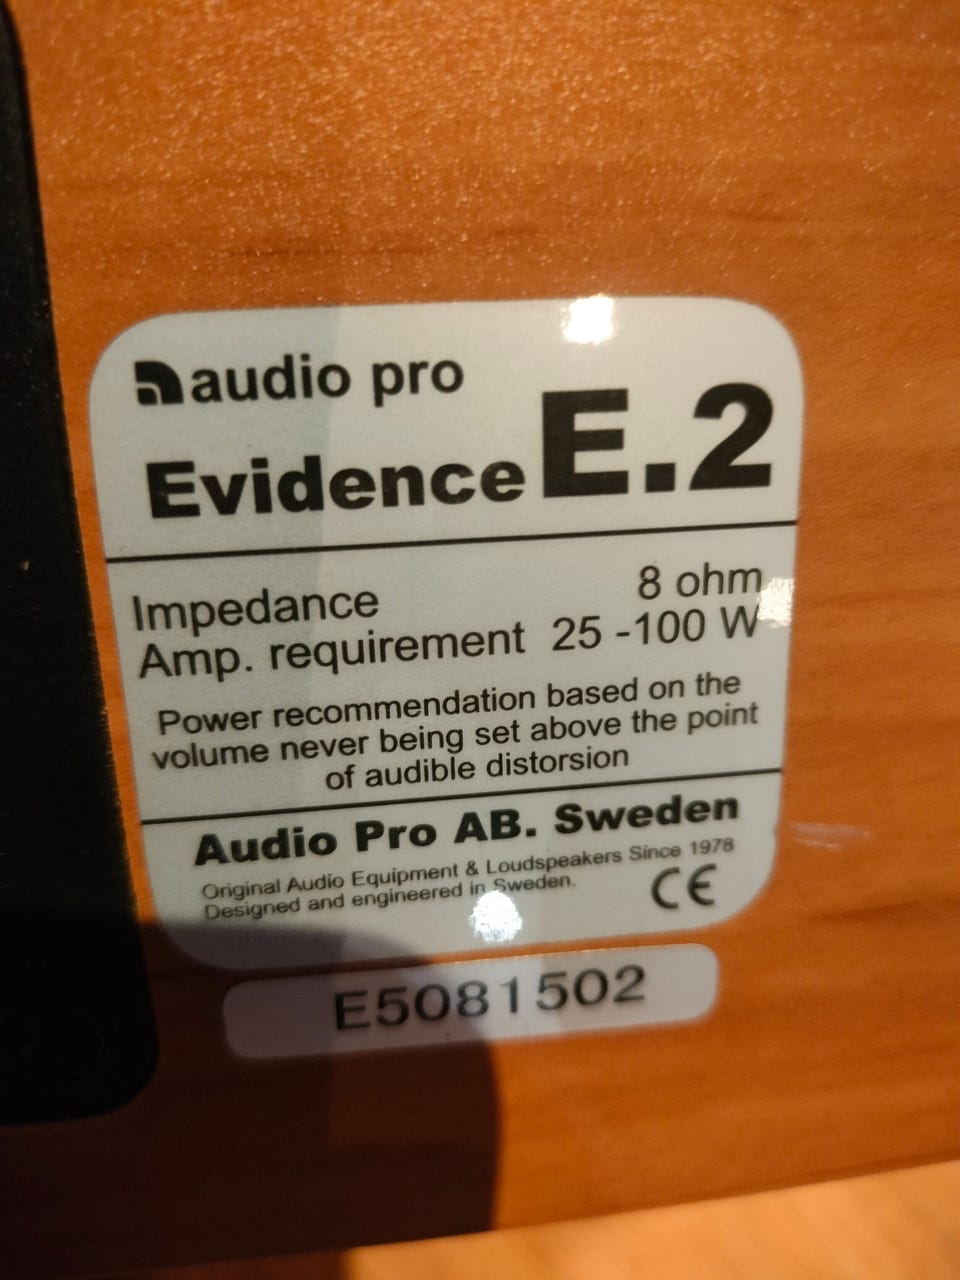 audio pro
Evidence E.2
Impedance 8 ohm
Amp. requirement 25 -100 W
Power recommendation based on the
volume never being set above the point
of audible distorsion
Audio Pro AB. Sweden
Original Audio Equipment & Loudspeakers Since 1978
Designed and engineered in Sweden.
CE
E5081502